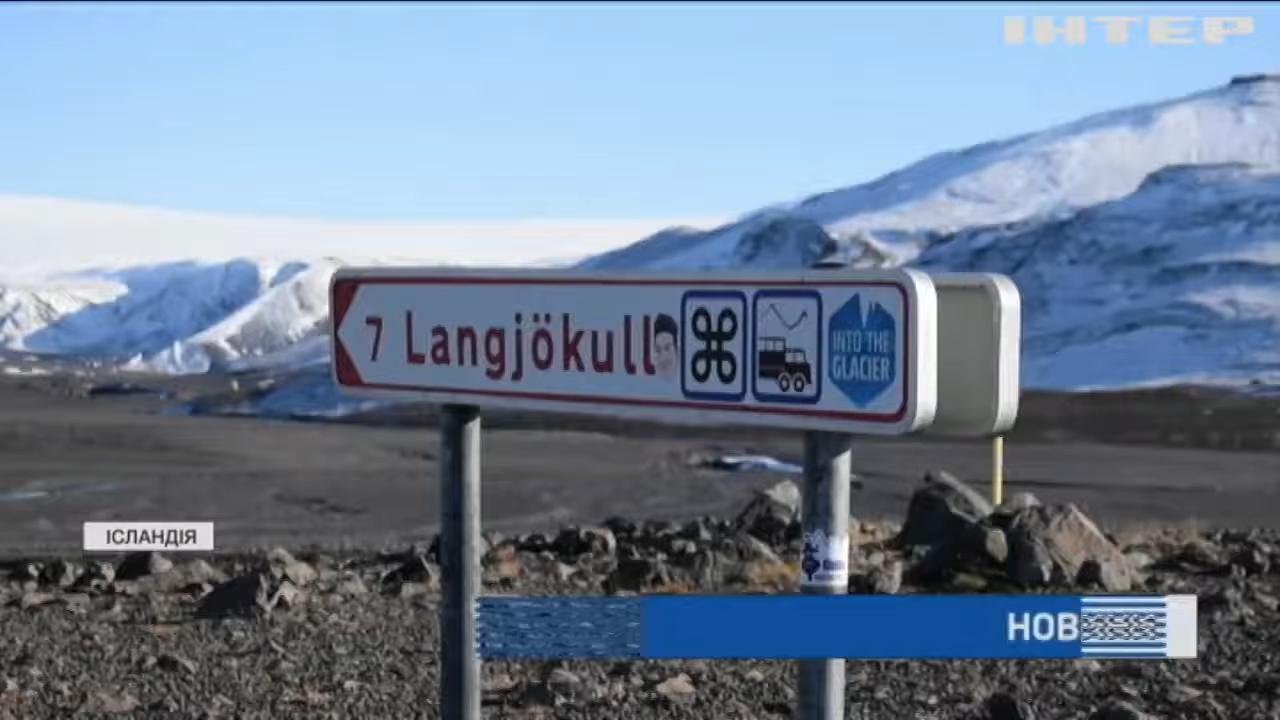 ІНТЕР
7 Langjökull
INTO THE
GLACIER
ІСЛАНДІЯ
НОВ